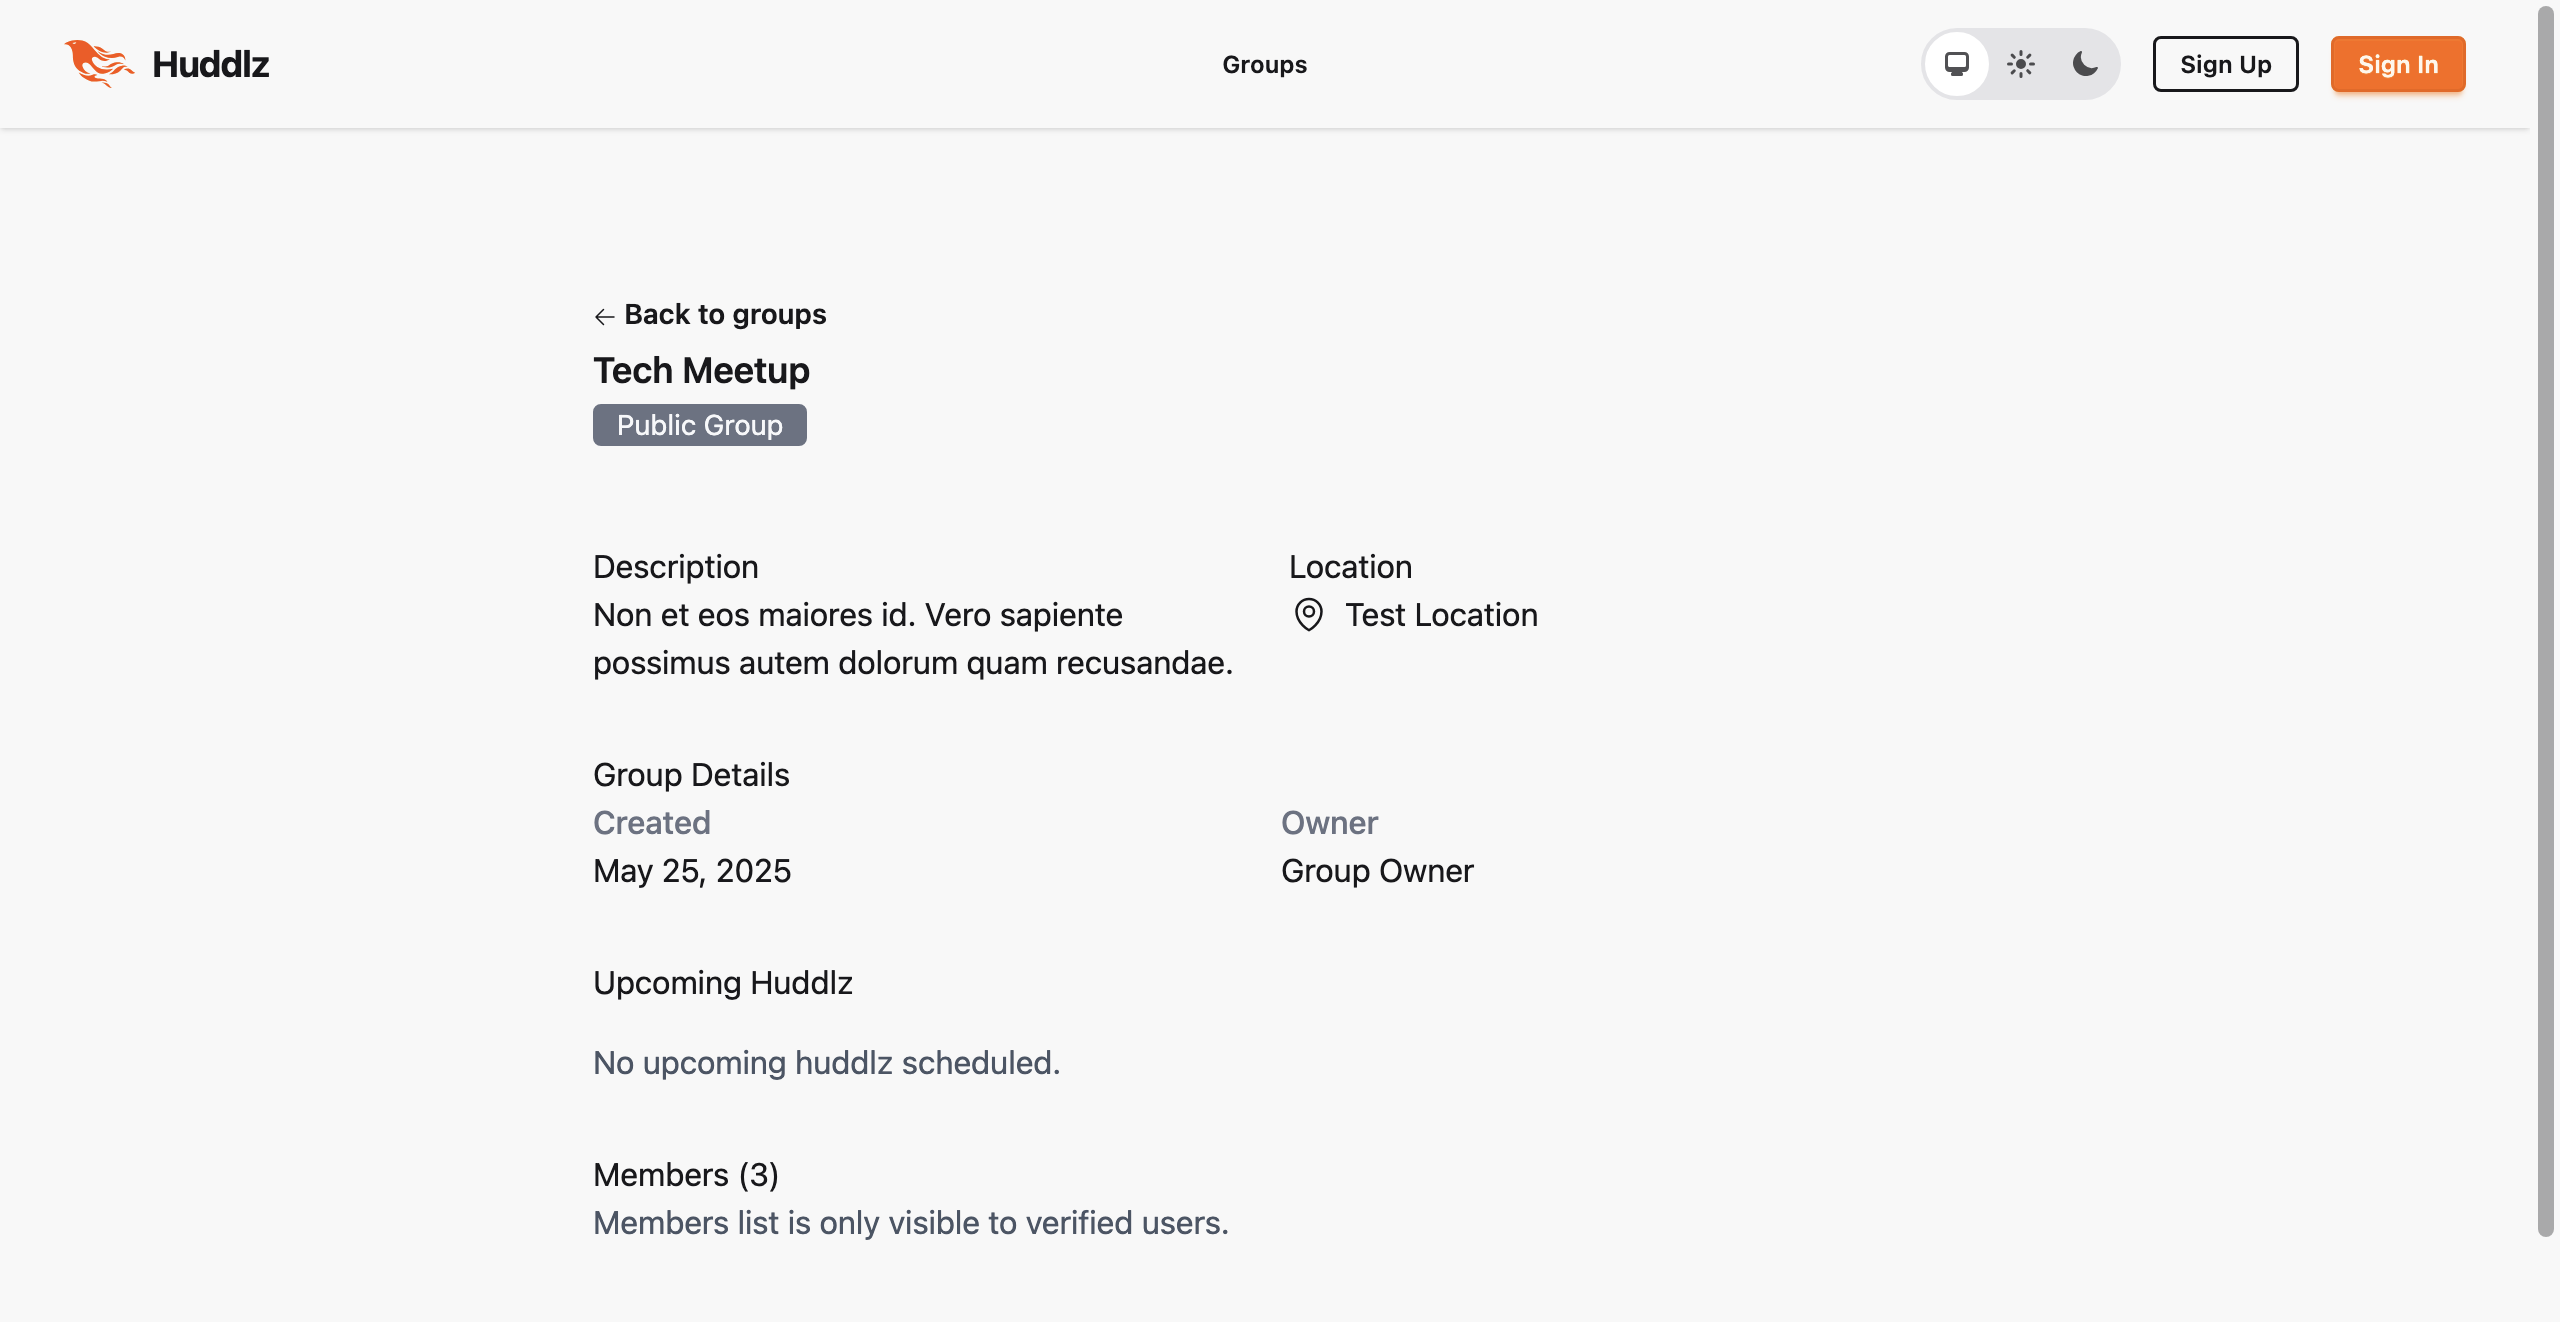 Huddlz
Groups
Sign Up
Sign In
Back to groups
Tech Meetup
Public Group
Description
Non et eos maiores id. Vero sapiente
possimus autem dolorum quam recusandae.
Location
Test Location
Group Details
Created
May 25, 2025
Owner
Group Owner
Upcoming Huddlz
No upcoming huddlz scheduled.
Members (3)
Members list is only visible to verified users.